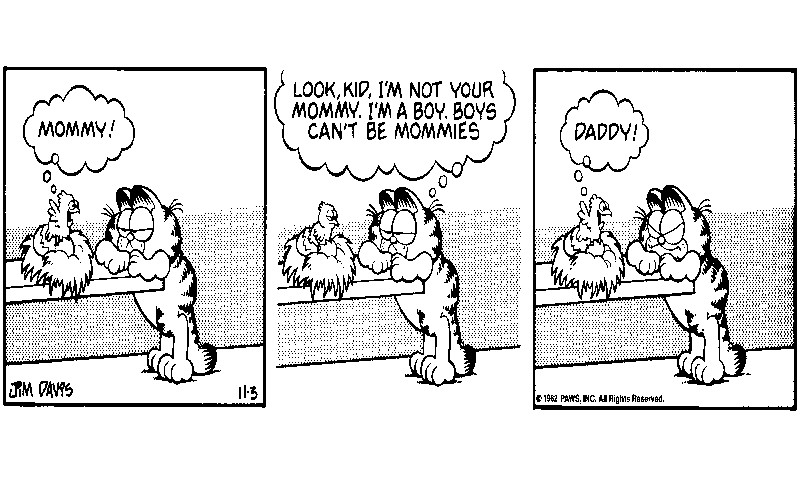 MOMMY!
JIM DAVIS
11·3
LOOK, KID, I'M NOT YOUR
MOMMY. I'M A BOY. BOYS
CAN'T BE MOMMIES
DADDY!
© 1982 PAWS, INC. All Rights Reserved.